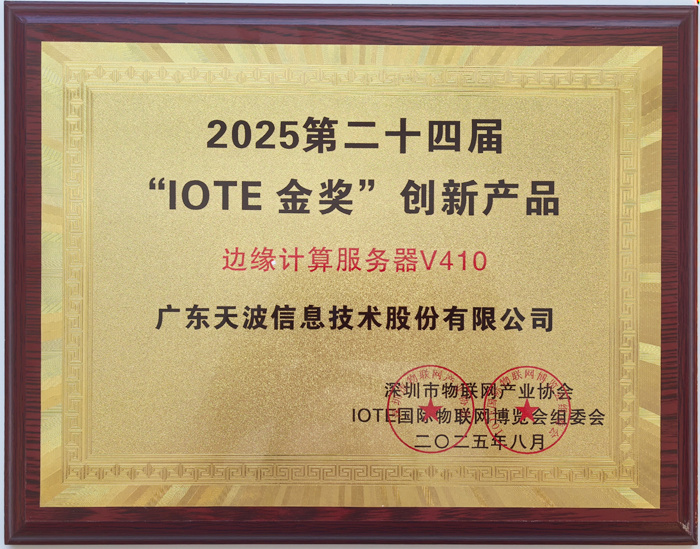 2025第二十四届
“IOTE 金奖”创新产品
边缘计算服务器V410
广东天波信息技术股份有限公司
深圳市物联网产业协会
IOTE国际物联网博览会组委会
二〇二五年八月